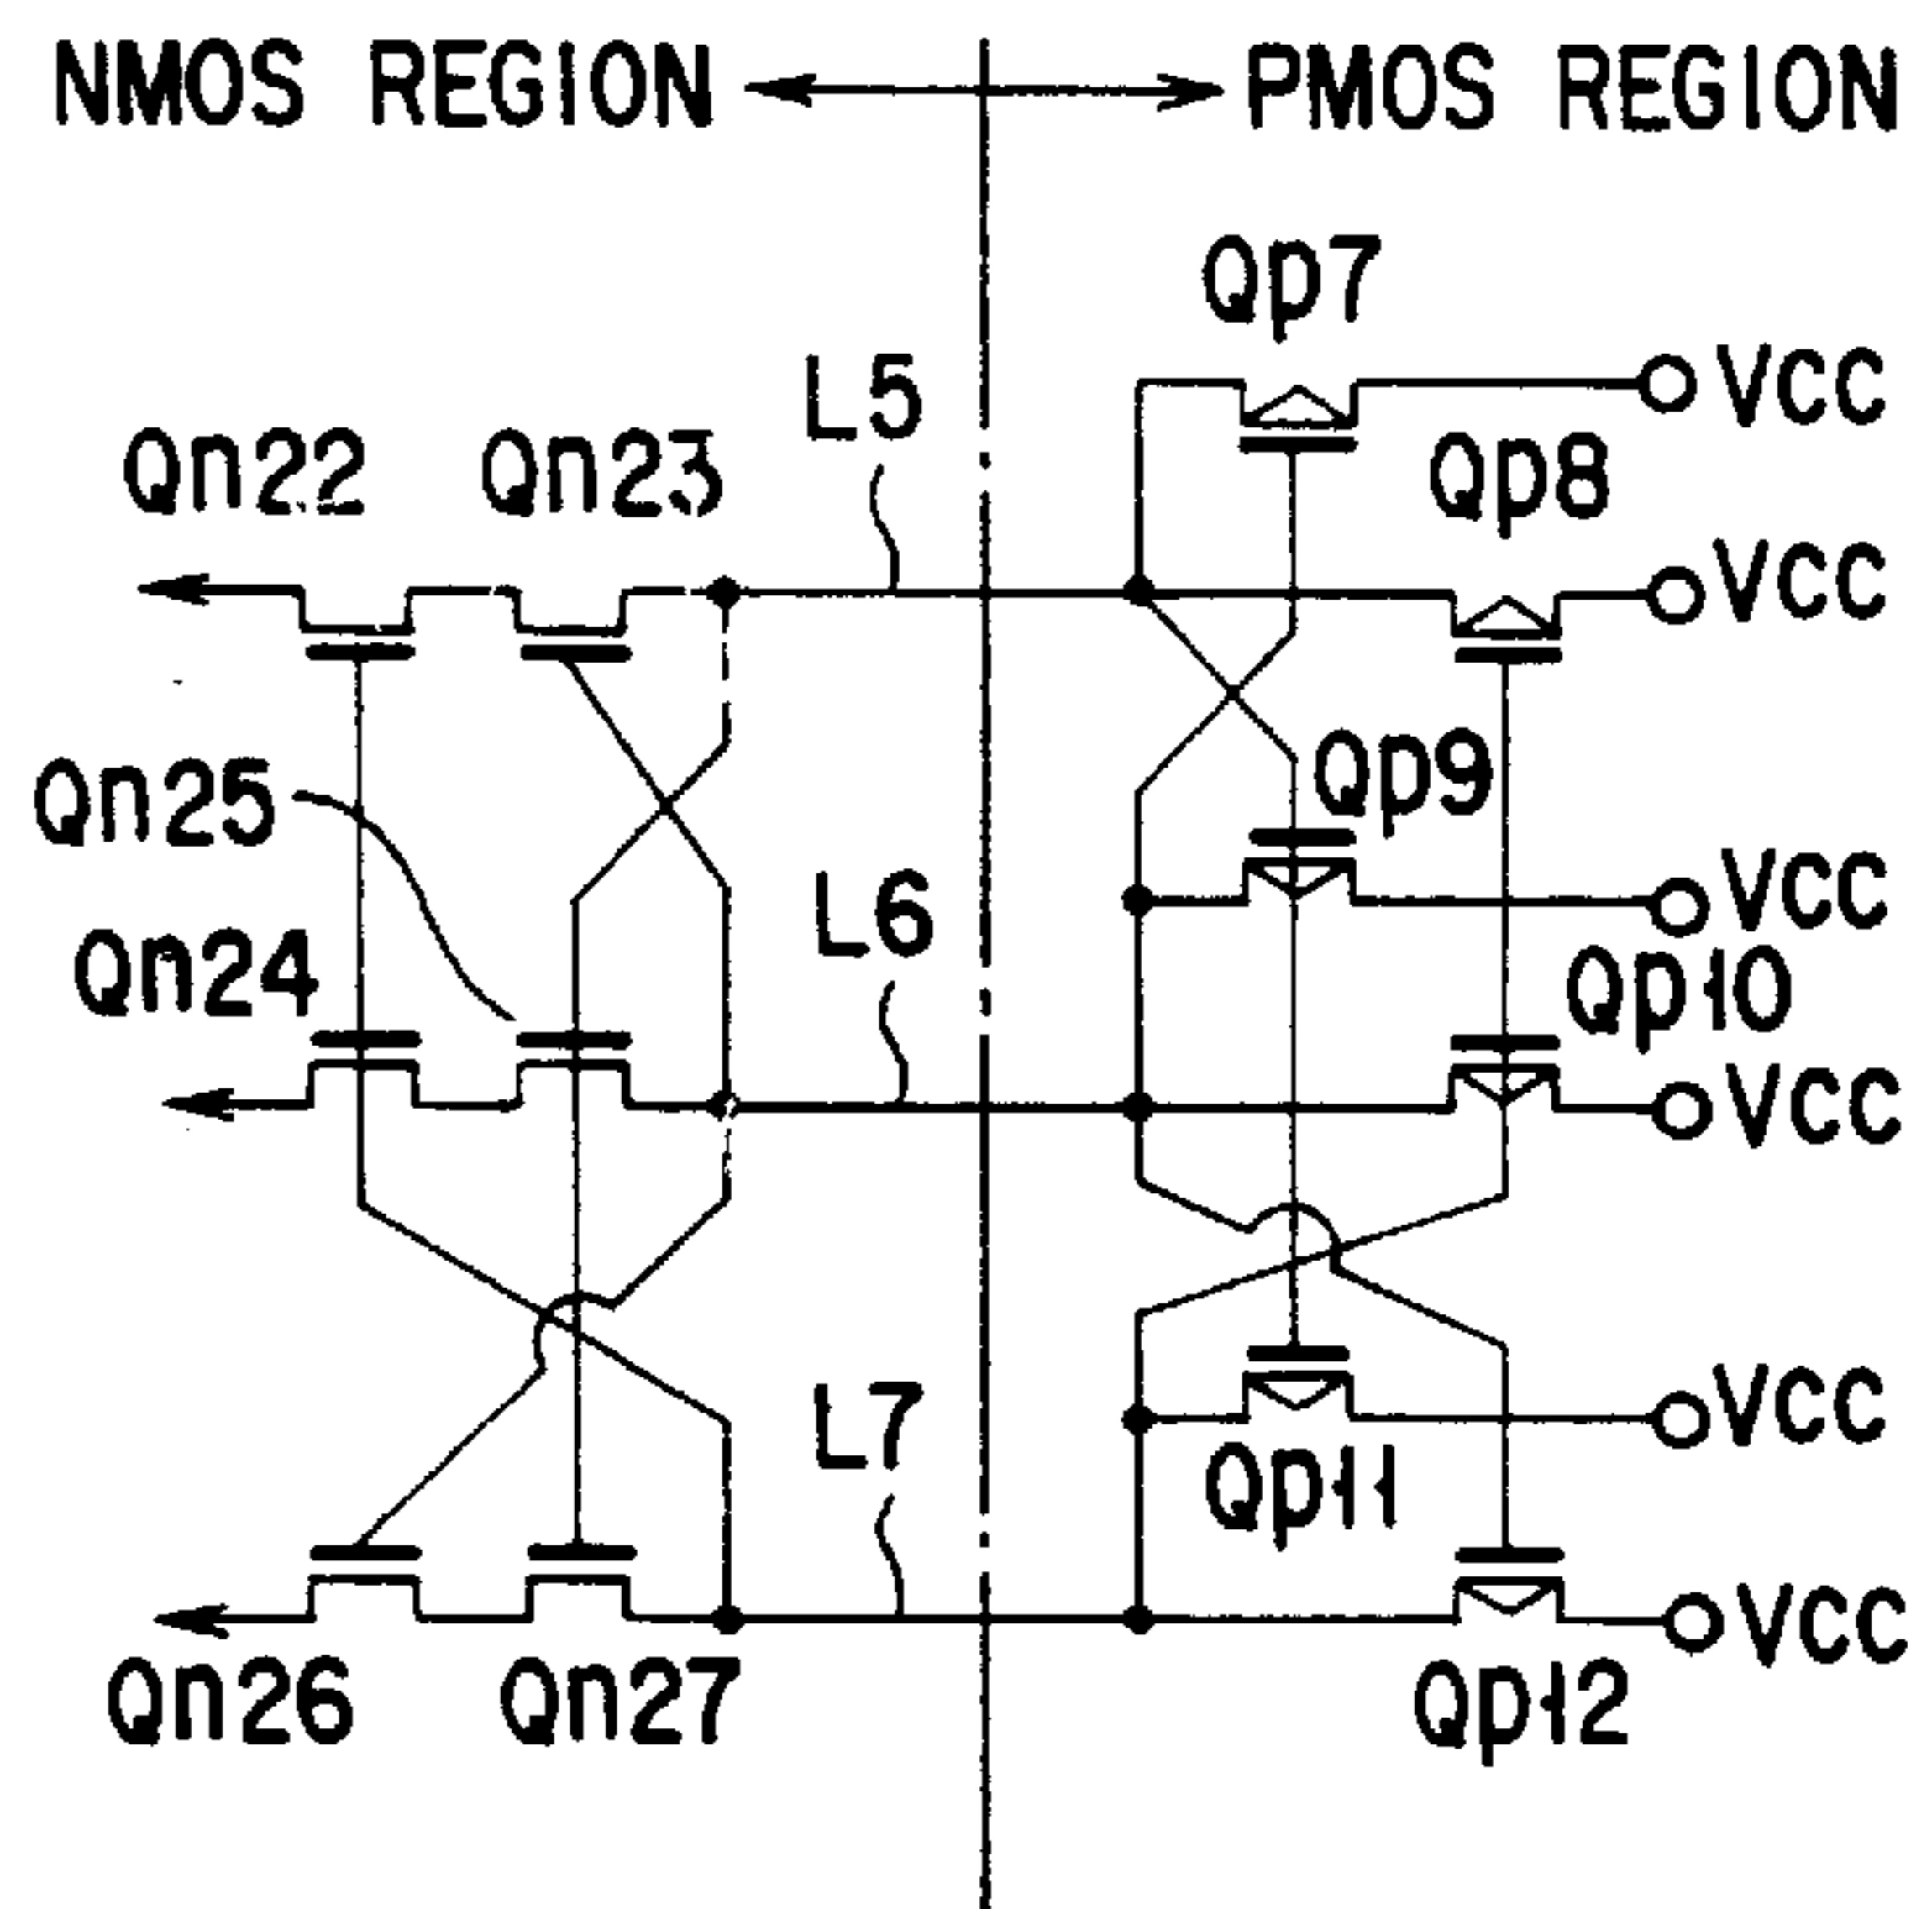 NMOS REGION PMOS REGION
Qp7
L5
VCC
Qn22 Qn23
Qp8
VCC
Qn25
Qp9
L6
VCC
Qn24
Qp10
VCC
L7
VCC
Qp11
VCC
Qn26 Qn27
Qp12